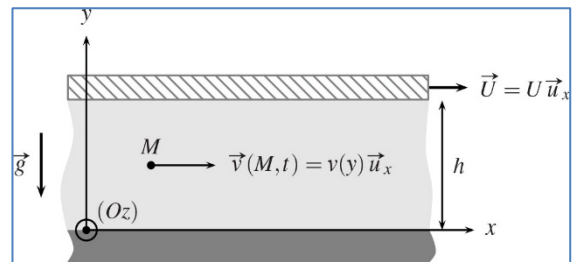 y
U⃗ = U u⃗ₓ
M
g⃗
v⃗(M,t) = v(y) u⃗ₓ
h
(Oz)
x